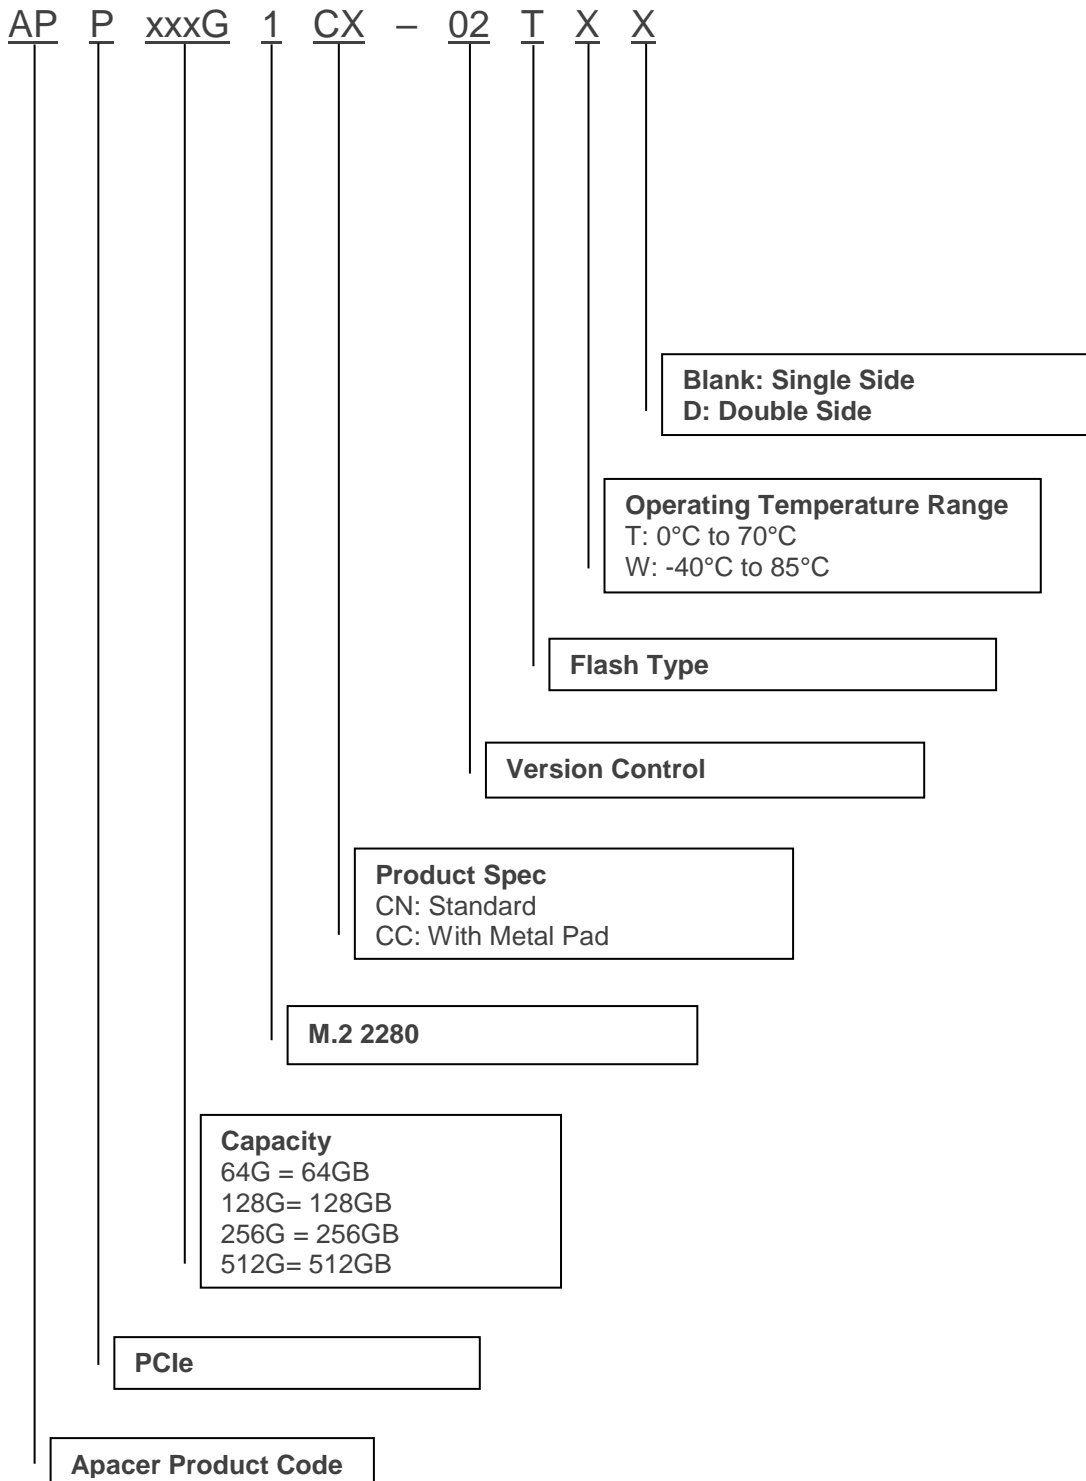 AP P xxxG 1 CX – 02 T X X
Blank: Single Side
D: Double Side
Operating Temperature Range
T: 0°C to 70°C
W: -40°C to 85°C
Flash Type
Version Control
Product Spec
CN: Standard
CC: With Metal Pad
M.2 2280
Capacity
64G = 64GB
128G= 128GB
256G = 256GB
512G= 512GB
PCIe
Apacer Product Code